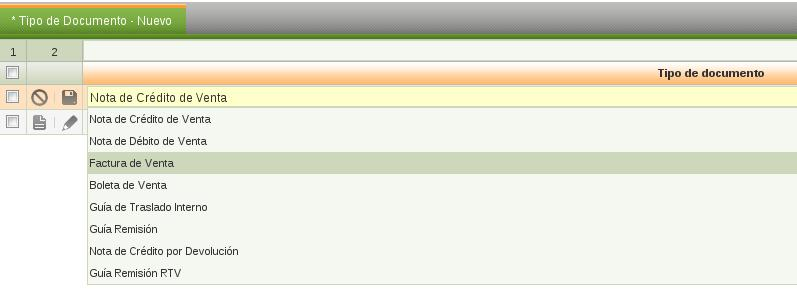 * Tipo de Documento - Nuevo
1 2
Tipo de documento
Nota de Crédito de Venta
Nota de Crédito de Venta
Nota de Débito de Venta
Factura de Venta
Boleta de Venta
Guía de Traslado Interno
Guía Remisión
Nota de Crédito por Devolución
Guía Remisión RTV